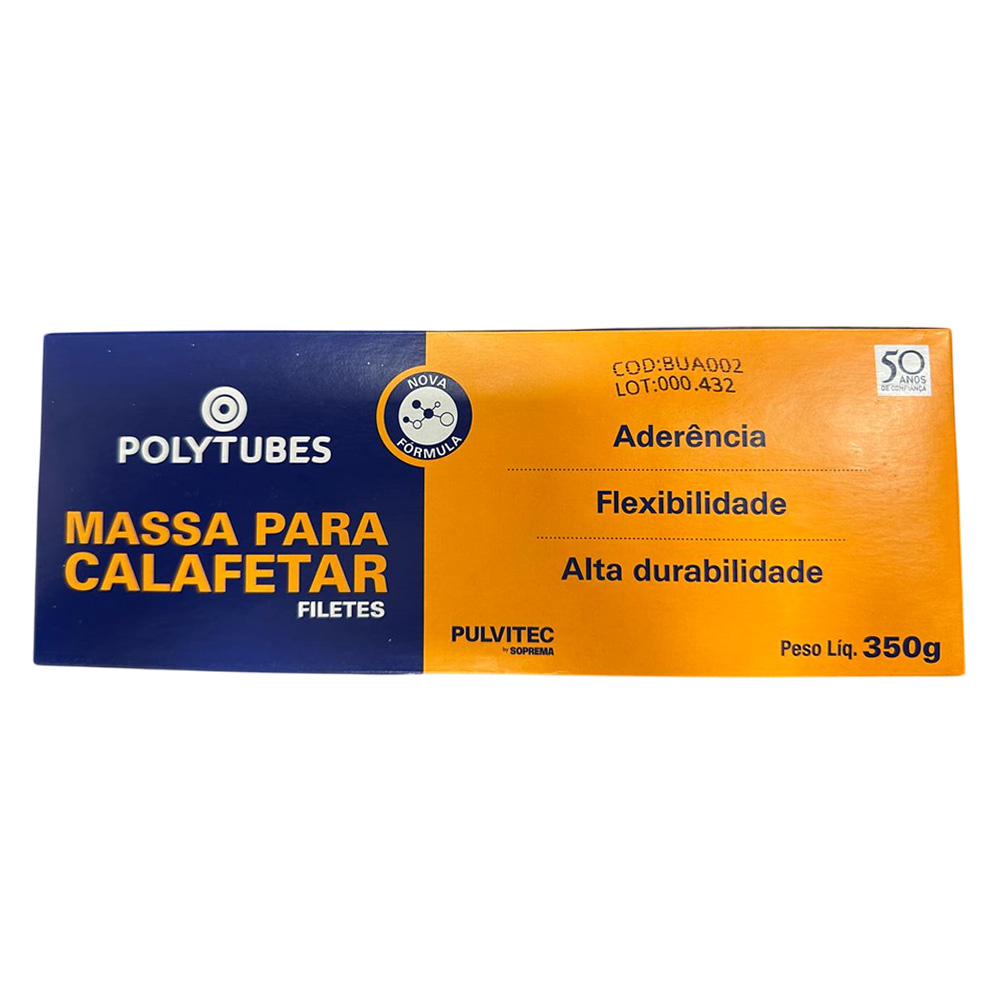 POLYTUBES
MASSA PARA
CALAFETAR
FILETES
NOVA
FÓRMULA
COD:BUA002
LOT:000.432
50
ANOS
DE CONFIANÇA
Aderência
Flexibilidade
Alta durabilidade
PULVITEC
by SOPREMA
Peso Líq. 350g